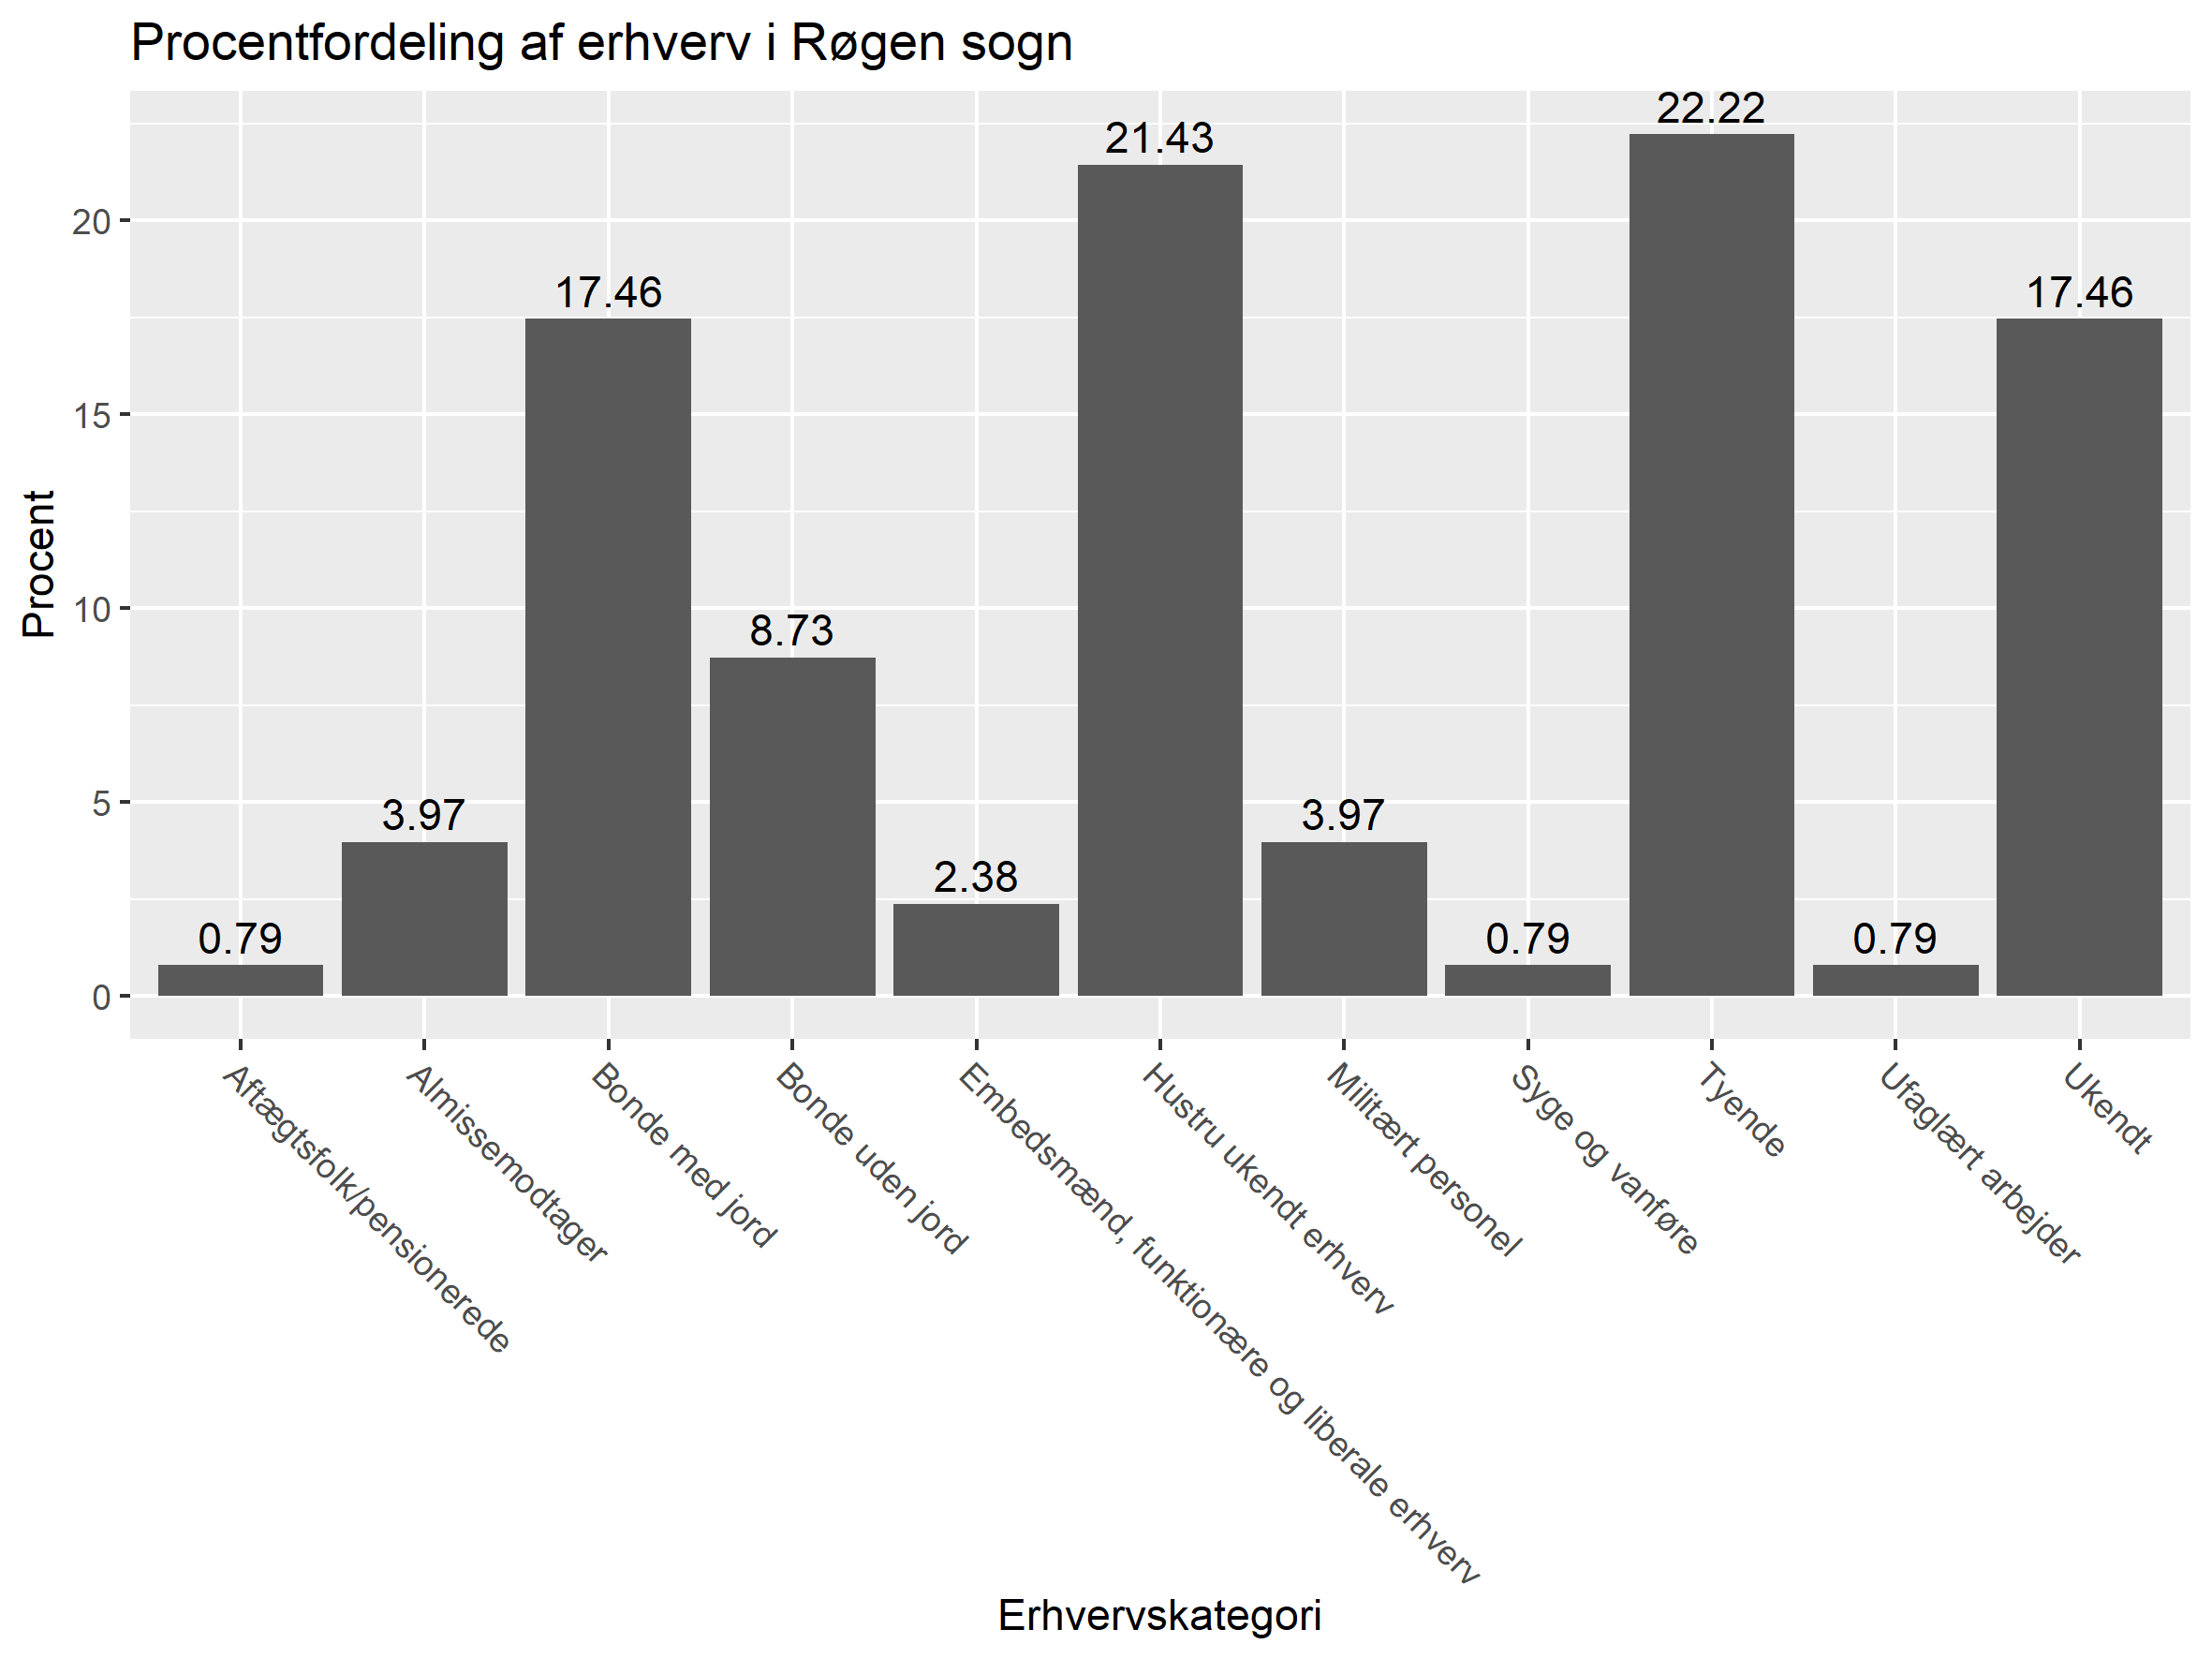 Procentfordeling af erhverv i Røgen sogn
Procent
20
15
10
5
0
0.79
3.97
17.46
8.73
2.38
21.43
3.97
0.79
22.22
0.79
17.46
Aftægtsfolk/pensionerede
Almissemodtager
Bonde med jord
Bonde uden jord
Embedsmænd, funktionære og liberale erhverv
Hustru ukendt erhverv
Militært personel
Syge og vanføre
Tyende
Ufaglært arbejder
Ukendt
Erhvervskategori